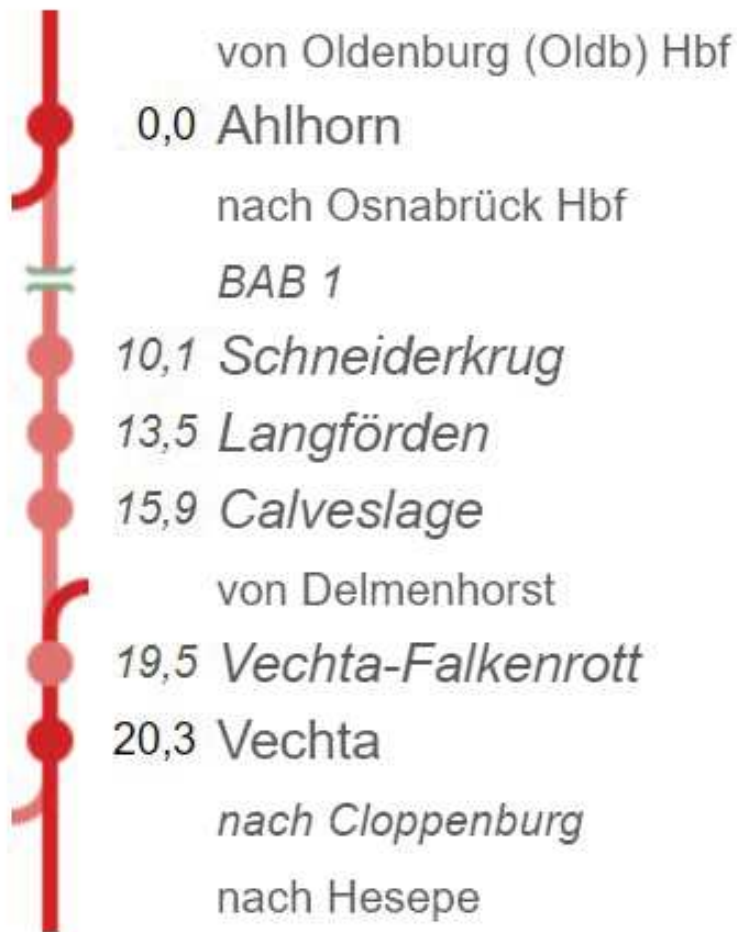 von Oldenburg (Oldb) Hbf
0,0 Ahlhorn
nach Osnabrück Hbf
BAB 1
10,1 Schneiderkrug
13,5 Langförden
15,9 Calveslage
von Delmenhorst
19,5 Vechta-Falkenrott
20,3 Vechta
nach Cloppenburg
nach Hesepe